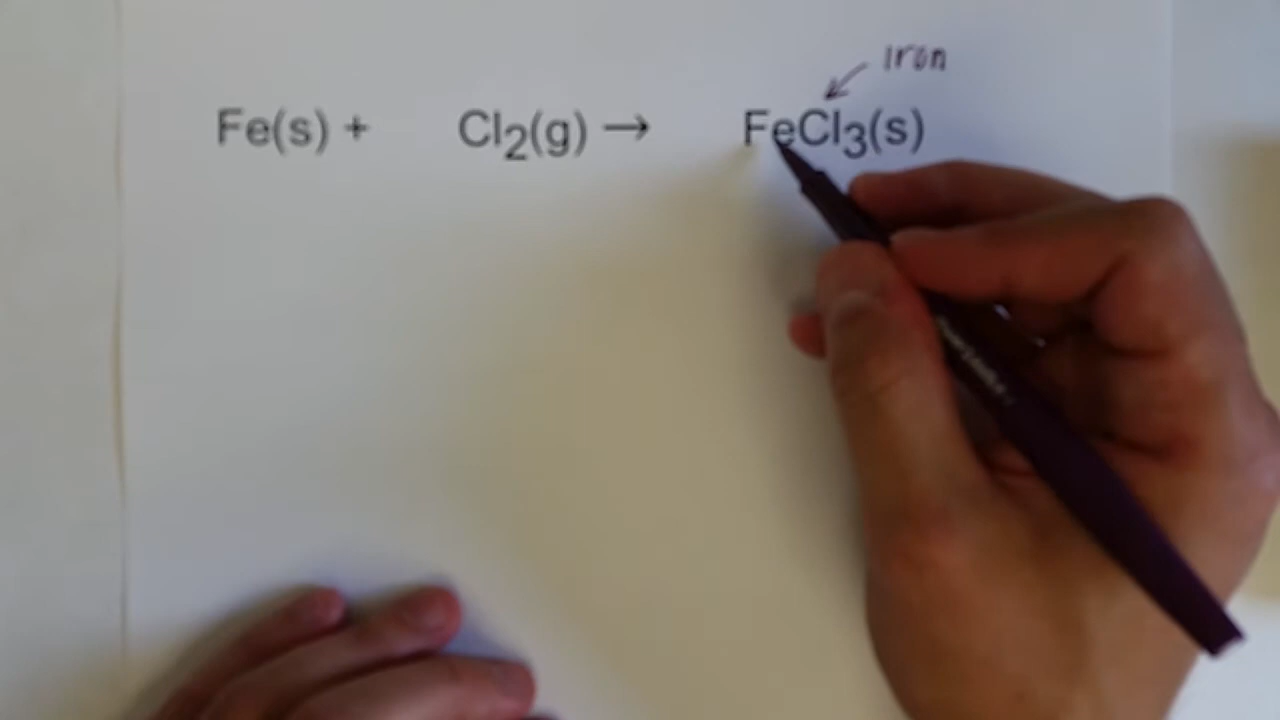 Iron
Fe(s) + Cl₂(g) → FeCl₃(s)